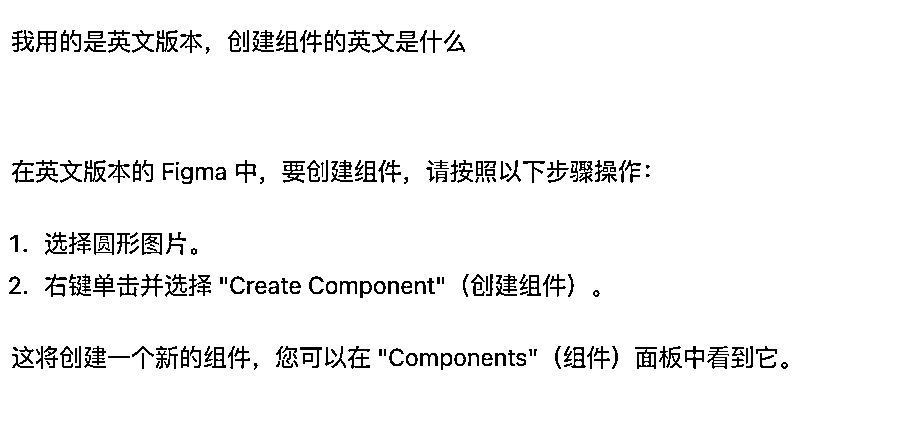 我用的是英文版本，创建组件的英文是什么
在英文版本的 Figma 中，要创建组件，请按照以下步骤操作：
1. 选择圆形图片。
2. 右键单击并选择 "Create Component"（创建组件）。
这将创建一个新的组件，您可以在 "Components"（组件）面板中看到它。